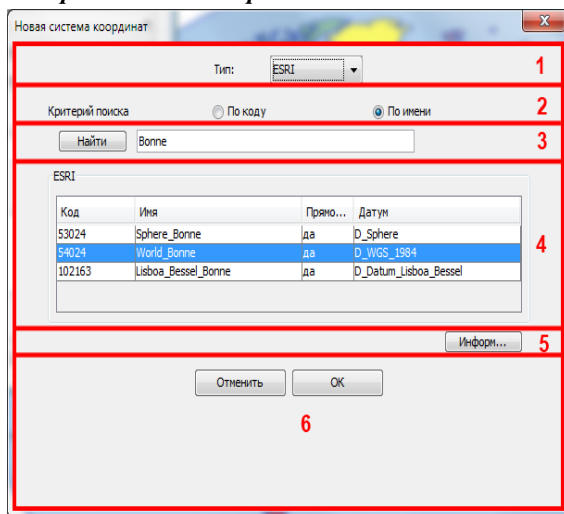 Новая система координат
Тип: ESRI 1
Критерий поиска По коду По имени 2
Найти Bonne 3
ESRI
Код Имя Прямо... Датум
53024 Sphere_Bonne да D_Sphere
54024 World_Bonne да D_WGS_1984
102163 Lisboa_Bessel_Bonne да D_Datum_Lisboa_Bessel
4
Информ... 5
Отменить OK
6